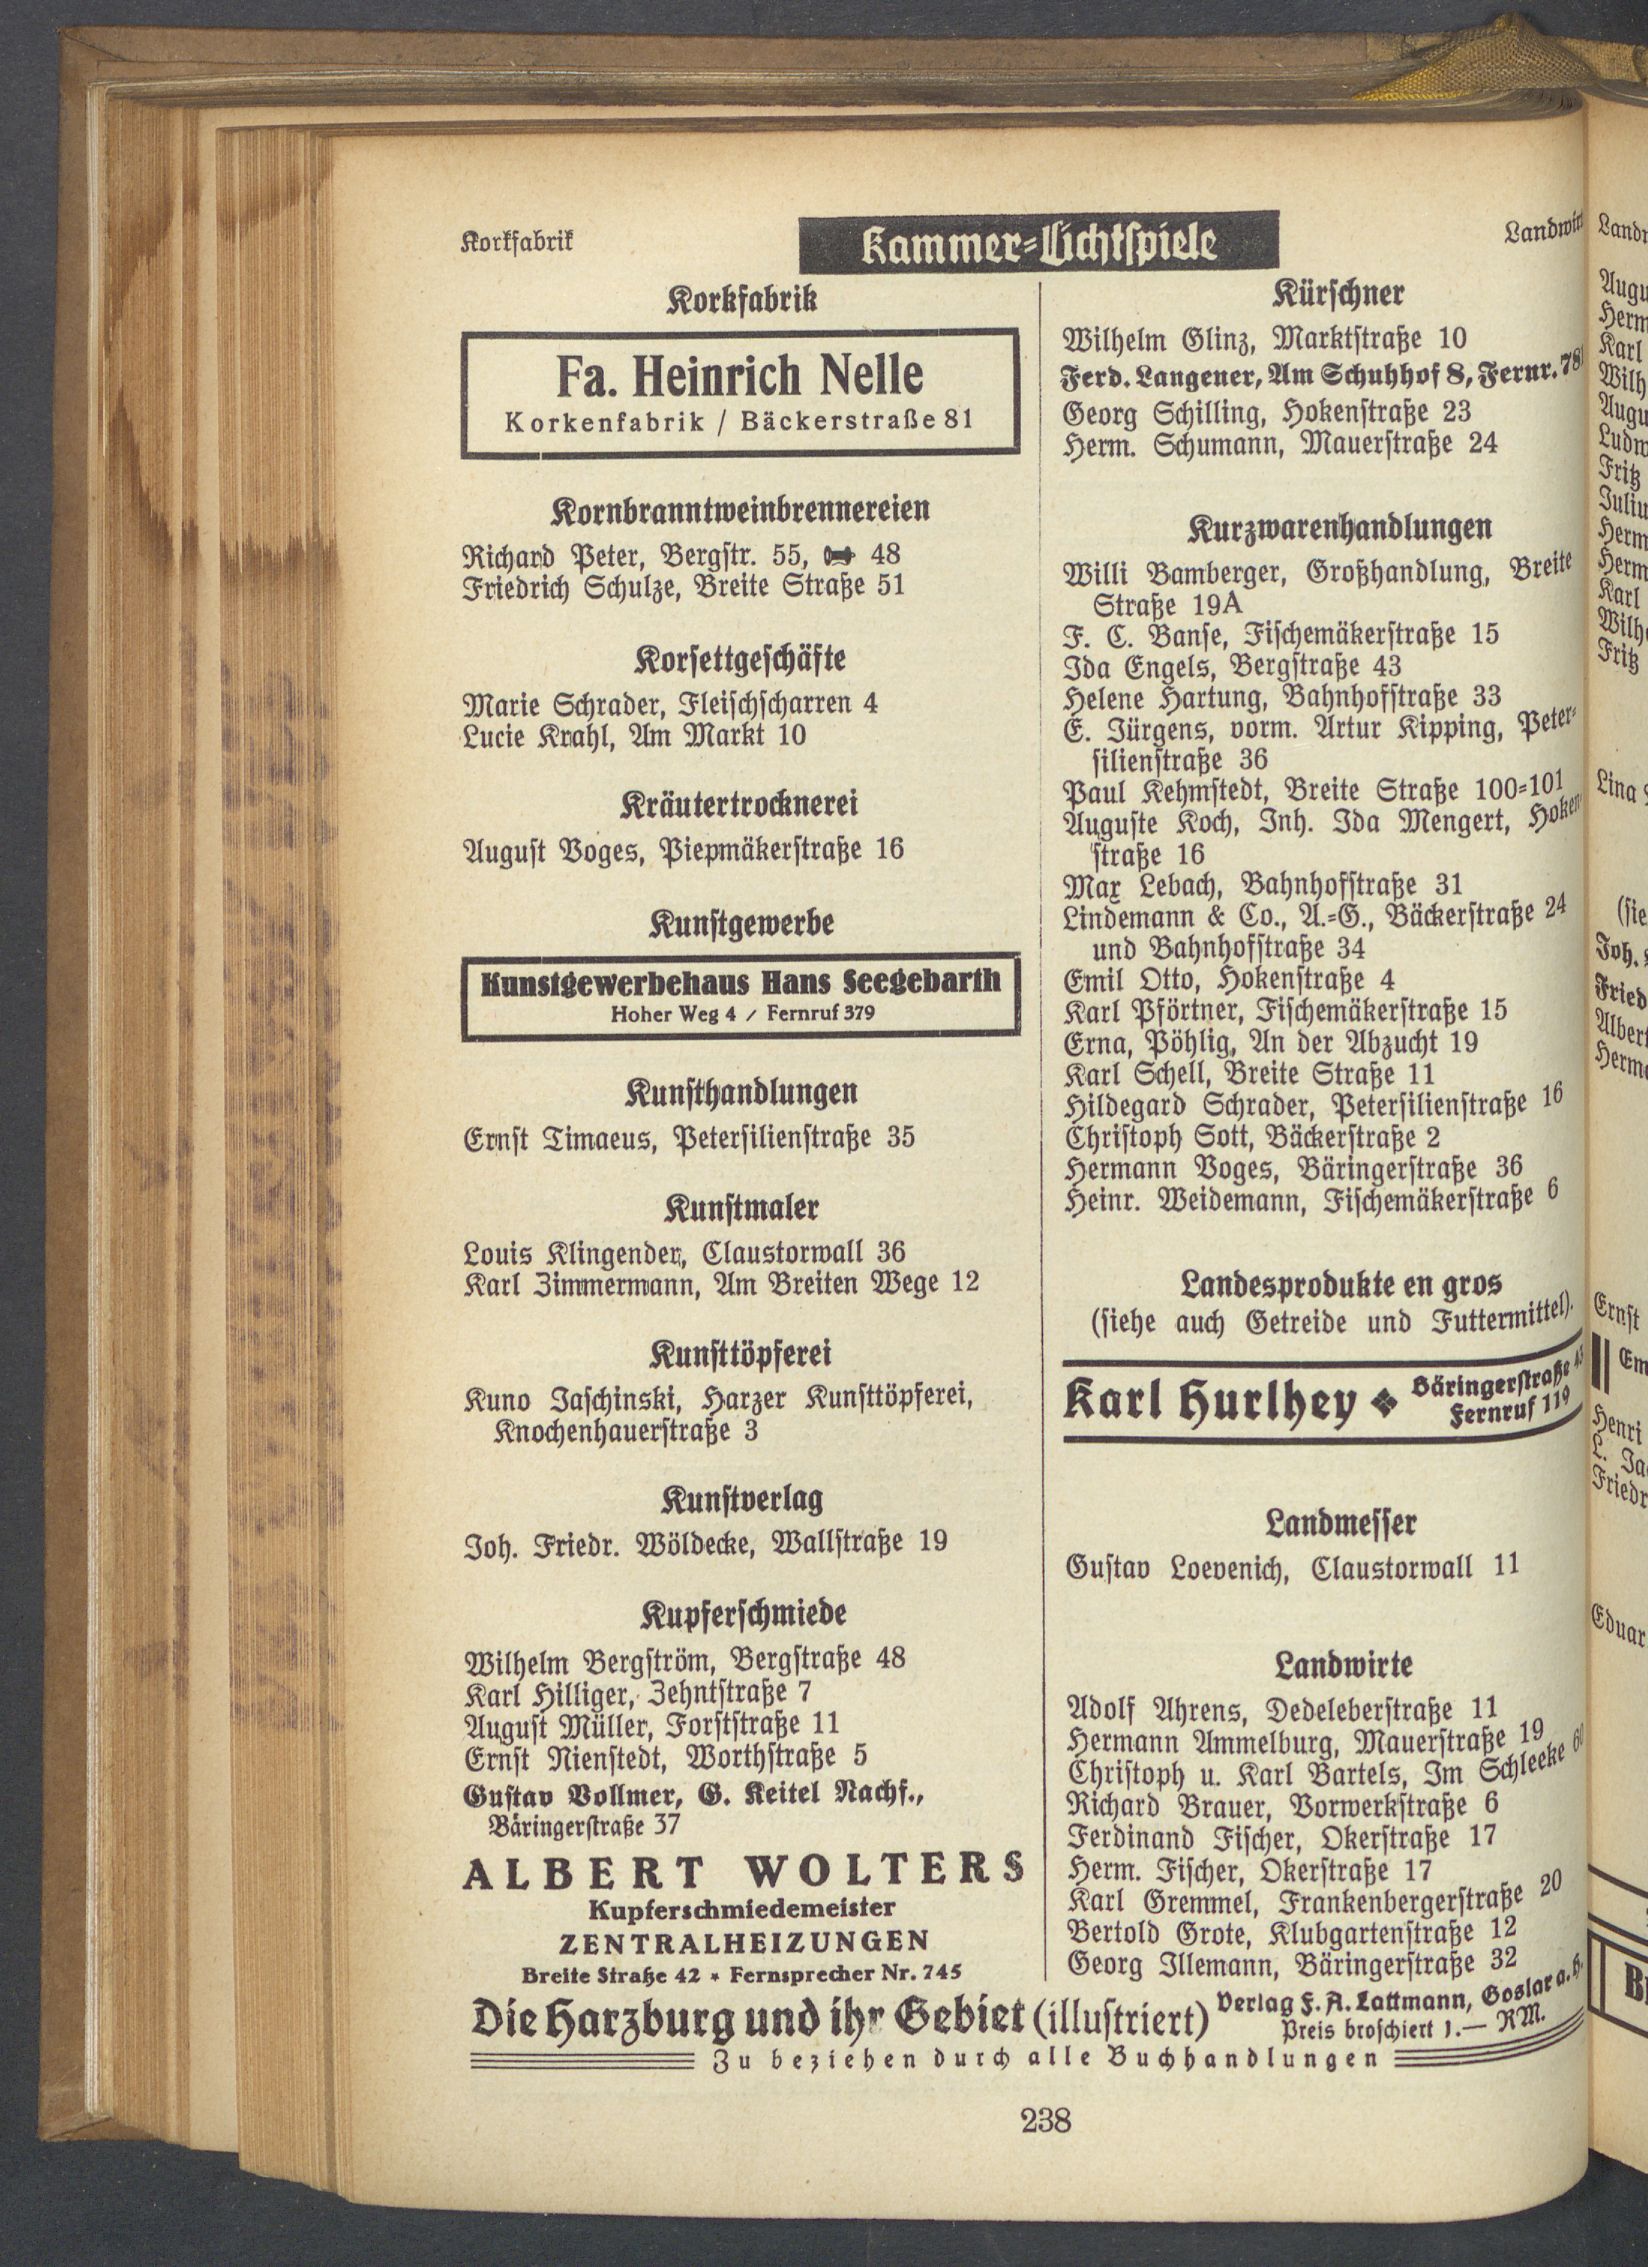 Korkfabrik
Kammer-Lichtspiele
Korkfabrik
Fa. Heinrich Nelle
Korkenfabrik / Bäckerstraße 81
Kornbranntweinbrennereien
Richard Peter, Bergstr. 55, 48
Friedrich Schulze, Breite Straße 51
Korsettgeschäfte
Marie Schrader, Fleischscharren 4
Lucie Krahl, Am Markt 10
Kräutertrocknerei
August Voges, Piepmäkerstraße 16
Kunstgewerbe
Kunstgewerbehaus Hans Seegebarth
Hoher Weg 4 / Fernruf 379
Kunsthandlungen
Ernst Timaeus, Petersilienstraße 35
Kunstmaler
Louis Klingender, Claustorwall 36
Karl Zimmermann, Am Breiten Wege 12
Kunsttöpferei
Kuno Jaschinski, Harzer Kunsttöpferei,
Knochenhauerstraße 3
Kunstverlag
Joh. Friedr. Wöldecke, Wallstraße 19
Kupferschmiede
Wilhelm Bergström, Bergstraße 48
Karl Hilliger, Zehntstraße 7
August Müller, Forststraße 11
Ernst Nienstedt, Worthstraße 5
Gustav Vollmer, G. Keitel Nachf.,
Bäringerstraße 37
ALBERT WOLTERS
Kupferschmiedemeister
ZENTRALHEIZUNGEN
Breite Straße 42 * Fernsprecher Nr. 745
Kürschner
Wilhelm Glinz, Marktstraße 10
Ferd. Langener, Am Schuhhof 8, Fernr.
Georg Schilling, Hokenstraße 23
Herm. Schumann, Mauerstraße 24
Kurzwarenhandlungen
Willi Bamberger, Großhandlung, Breite
Straße 19A
F. C. Banse, Fischemäkerstraße 15
Ida Engels, Bergstraße 43
Helene Hartung, Bahnhofstraße 33
E. Jürgens, vorm. Artur Kipping, Peter-
silienstraße 36
Paul Kehmstedt, Breite Straße 100-101
Auguste Koch, Inh. Ida Mengert, Hoken
straße 16
Max Lebach, Bahnhofstraße 31
Lindemann & Co., A.-G., Bäckerstraße 24
und Bahnhofstraße 34
Emil Otto, Hokenstraße 4
Karl Pförtner, Fischemäkerstraße 15
Erna, Pöhlig, An der Abzucht 19
Karl Schell, Breite Straße 11
Hildegard Schrader, Petersilienstraße 16
Christoph Sott, Bäckerstraße 2
Hermann Voges, Bäringerstraße 36
Heinr. Weidemann, Fischemäkerstraße 6
Landesprodukte en gros
(siehe auch Getreide und Futtermittel).
Karl Hurlhey Bäringerstraße
Fernruf 119
Landmesser
Gustav Loevenich, Claustorwall 11
Landwirte
Adolf Ahrens, Dedeleberstraße 11
Hermann Ammelburg, Mauerstraße 19
Christoph u. Karl Bartels, Im Schleeke
Richard Brauer, Vorwerkstraße 6
Ferdinand Fischer, Okerstraße 17
Herm. Fischer, Okerstraße 17
Karl Gremmel, Frankenbergerstraße 20
Bertold Grote, Klubgartenstraße 12
Georg Illemann, Bäringerstraße 32
Die Harzburg und ihr Gebiet (illustriert) Verlag F. A. Lattmann, Goslar a. H.
Preis broschiert 1.— RM.
Zu beziehen durch alle Buchhandlungen
238
Karl
Fritz
Karl
Fritz
Lina
Joh.
Ernst